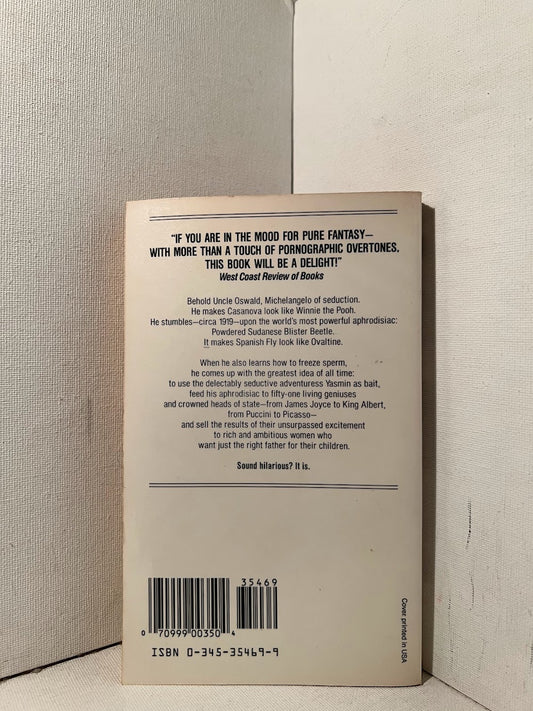 “IF YOU ARE IN THE MOOD FOR PURE FANTASY—
WITH MORE THAN A TOUCH OF PORNOGRAPHIC OVERTONES,
THIS BOOK WILL BE A DELIGHT!”
West Coast Review of Books
Behold Uncle Oswald, Michelangelo of seduction.
He makes Casanova look like Winnie the Pooh.
He stumbles—circa 1919—upon the world's most powerful aphrodisiac:
Powdered Sudanese Blister Beetle.
It makes Spanish Fly look like Ovaltine.
When he also learns how to freeze sperm,
he comes up with the greatest idea of all time:
to use the delectably seductive adventuress Yasmin as bait,
feed his aphrodisiac to fifty-one living geniuses
and crowned heads of state—from James Joyce to King Albert,
from Puccini to Picasso—
and sell the results of their unsurpassed excitement
to rich and ambitious women who
want just the right father for their children.
Sound hilarious? It is.
35469
0 70999 00350 4
ISBN 0-345-35469-9
Cover printed in USA